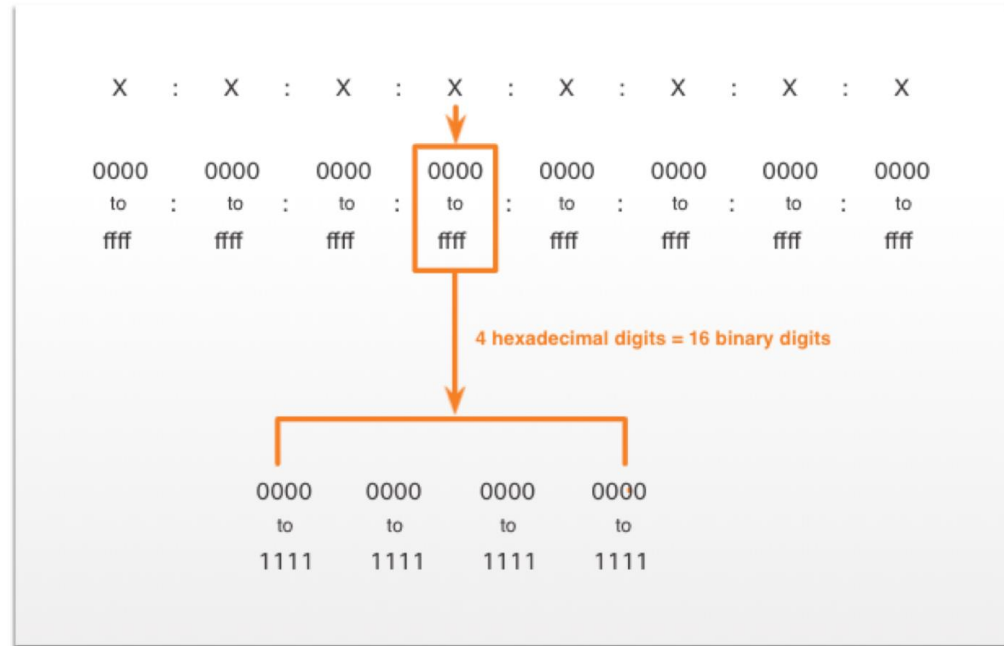 X : X : X : X : X : X : X : X
0000 0000 0000 0000 0000 0000 0000 0000
to : to : to : to : to : to : to : to
ffff ffff ffff ffff ffff ffff ffff ffff
4 hexadecimal digits = 16 binary digits
0000 0000 0000 0000
to to to to
1111 1111 1111 1111